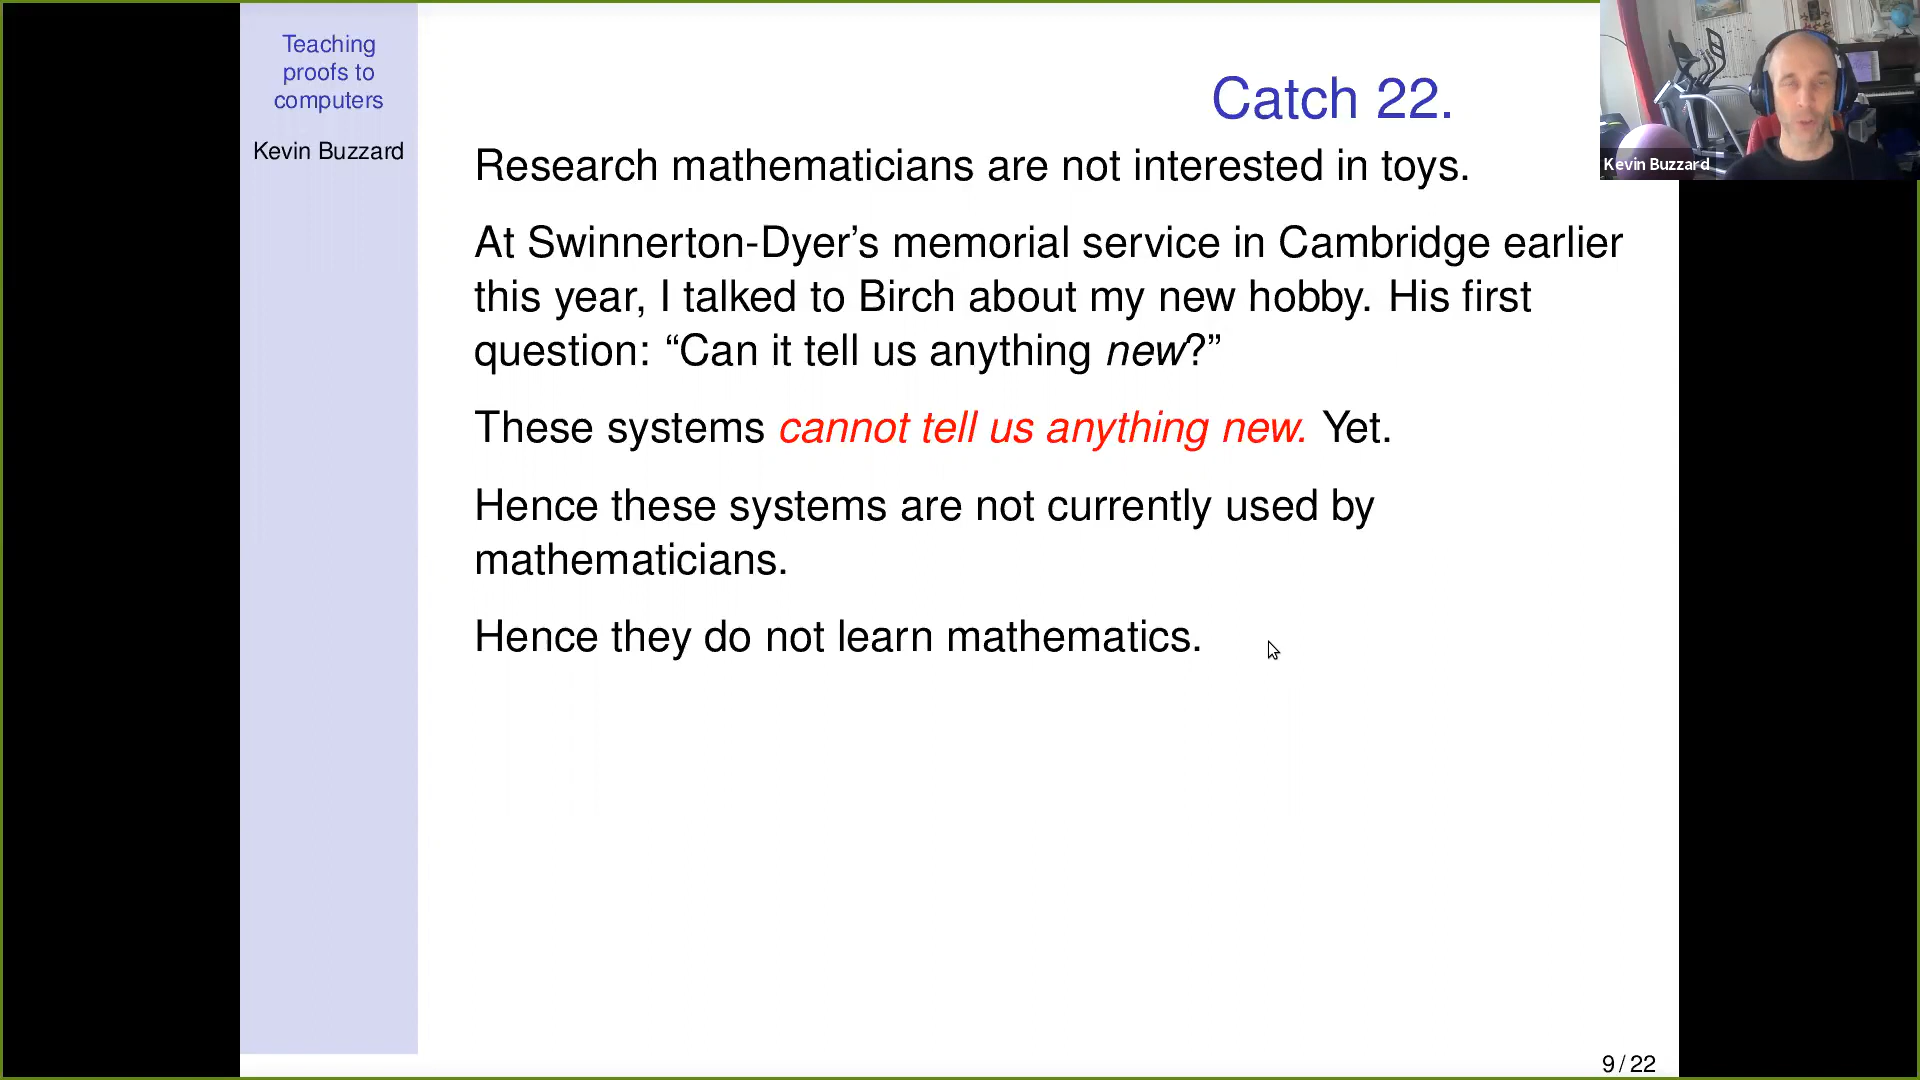 Teaching
proofs to
computers
Kevin Buzzard
Catch 22.
Research mathematicians are not interested in toys.
At Swinnerton-Dyer’s memorial service in Cambridge earlier
this year, I talked to Birch about my new hobby. His first
question: “Can it tell us anything new?”
These systems cannot tell us anything new. Yet.
Hence these systems are not currently used by
mathematicians.
Hence they do not learn mathematics.
Kevin Buzzard
9 / 22